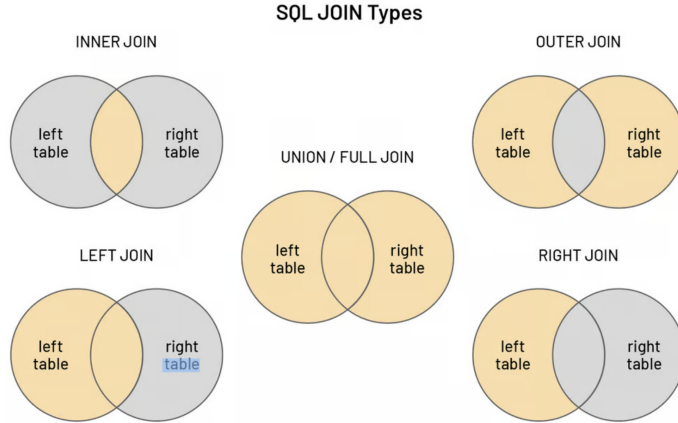 SQL JOIN Types
INNER JOIN
left
table
right
table
OUTER JOIN
left
table
right
table
UNION / FULL JOIN
left
table
right
table
LEFT JOIN
left
table
right
table
RIGHT JOIN
left
table
right
table